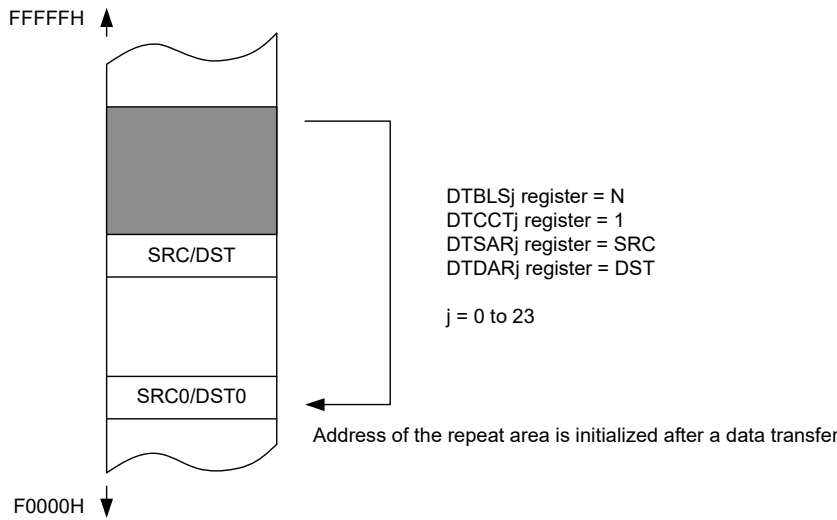 FFFFFH
DTBLSj register = N
DTCCTj register = 1
DTSARj register = SRC
DTDARj register = DST
SRC/DST
j = 0 to 23
SRC0/DST0
Address of the repeat area is initialized after a data transfer
F0000H